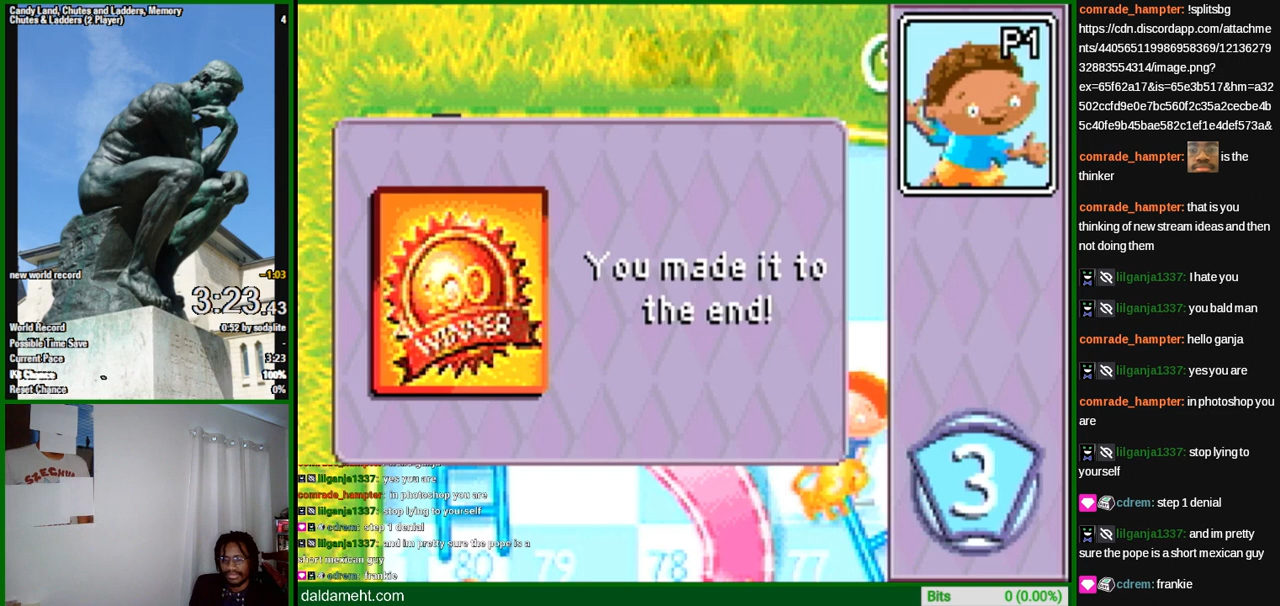 Candy Land, Chutes and Ladders, Memory
Chutes & Ladders (2 Player)
4
new world record
−1:03
3:23.43
World Record
0:52 by sodalite
Possible Time Save
-
Current Pace
3:23
PB Chance
100%
Reset Chance
0%
P1
100
WINNER
You made it to
the end!
3
80
79
78
77
lilganja1337: yes you are
comrade_hampter: in photoshop you are
lilganja1337: stop lying to yourself
cdrem: step 1 denial
lilganja1337: and im pretty sure the pope is a
short mexican guy
cdrem: frankie
daldameht.com
Bits
0 (0.00%)
comrade_hampter: !splitsbg
https://cdn.discordapp.com/attachme
nts/440565119986958369/12136279
32883554314/image.png?
ex=65f62a17&is=65e3b517&hm=a32
502ccfd9e0e7bc560f2c35a2cecbe4b
5c40fe9b45bae582c1ef1e4def573a&
comrade_hampter: is the
thinker
comrade_hampter: that is you
thinking of new stream ideas and then
not doing them
lilganja1337: I hate you
lilganja1337: you bald man
comrade_hampter: hello ganja
lilganja1337: yes you are
comrade_hampter: in photoshop you
are
lilganja1337: stop lying to
yourself
cdrem: step 1 denial
lilganja1337: and im pretty
sure the pope is a short mexican guy
cdrem: frankie